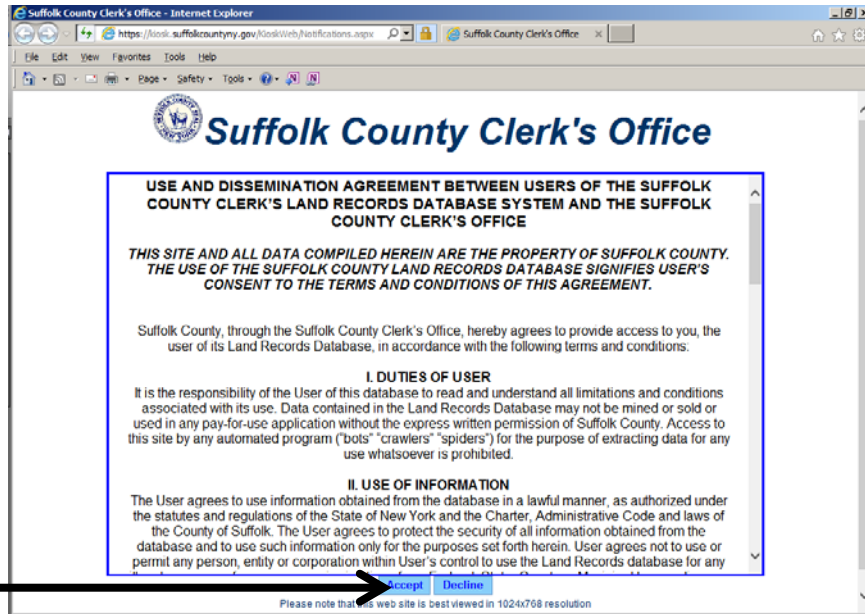 Suffolk County Clerk's Office - Internet Explorer
https://kiosk.suffolkcountyny.gov/KioskWeb/Notifications.aspx
Suffolk County Clerk's Office
File Edit View Favorites Tools Help
Page Safety Tools
Suffolk County Clerk's Office
USE AND DISSEMINATION AGREEMENT BETWEEN USERS OF THE SUFFOLK
COUNTY CLERK'S LAND RECORDS DATABASE SYSTEM AND THE SUFFOLK
COUNTY CLERK'S OFFICE
THIS SITE AND ALL DATA COMPILED HEREIN ARE THE PROPERTY OF SUFFOLK COUNTY.
THE USE OF THE SUFFOLK COUNTY LAND RECORDS DATABASE SIGNIFIES USER'S
CONSENT TO THE TERMS AND CONDITIONS OF THIS AGREEMENT.
Suffolk County, through the Suffolk County Clerk's Office, hereby agrees to provide access to you, the
user of its Land Records Database, in accordance with the following terms and conditions:
I. DUTIES OF USER
It is the responsibility of the User of this database to read and understand all limitations and conditions
associated with its use. Data contained in the Land Records Database may not be mined or sold or
used in any pay-for-use application without the express written permission of Suffolk County. Access to
this site by any automated program ("bots" "crawlers" "spiders") for the purpose of extracting data for any
use whatsoever is prohibited.
II. USE OF INFORMATION
The User agrees to use information obtained from the database in a lawful manner, as authorized under
the statutes and regulations of the State of New York and the Charter, Administrative Code and laws of
the County of Suffolk. The User agrees to protect the security of all information obtained from the
database and to use such information only for the purposes set forth herein. User agrees not to use or
permit any person, entity or corporation within User's control to use the Land Records database for any
Accept Decline
Please note that this web site is best viewed in 1024x768 resolution